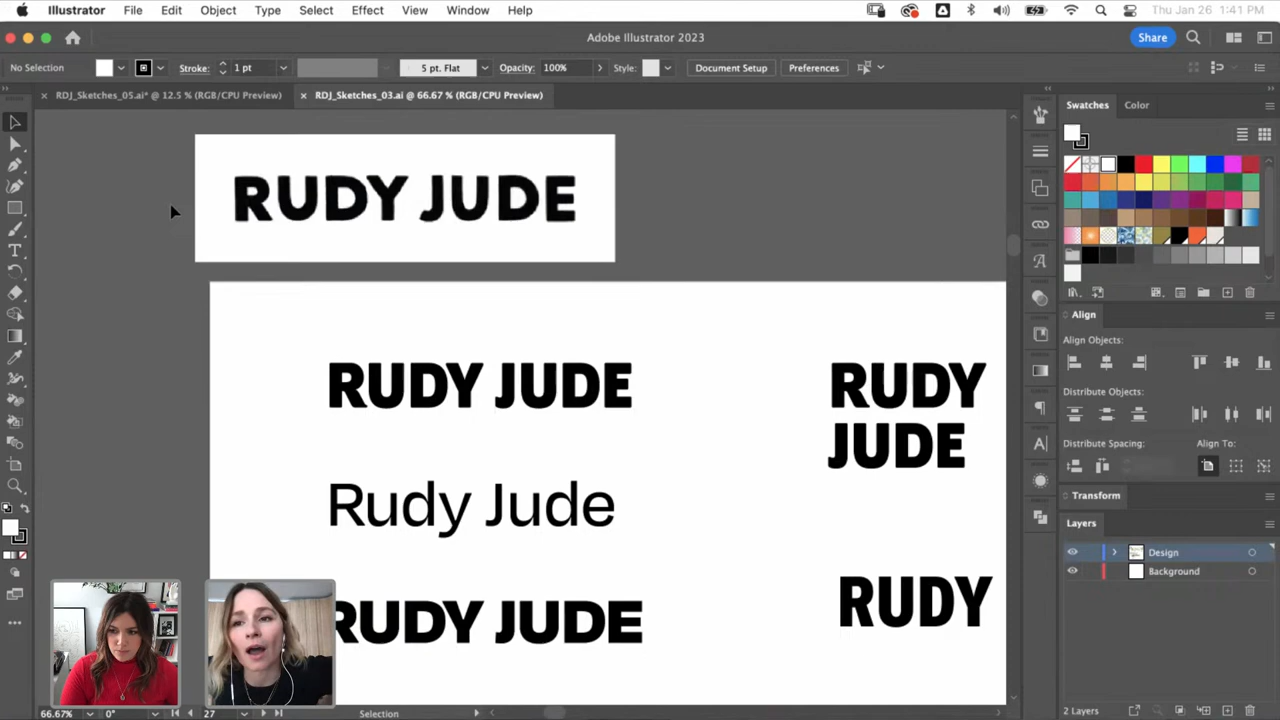 Illustrator File Edit Object Type Select Effect View Window Help Thu Jan 26 1:41 PM
Adobe Illustrator 2023 Share
No Selection Stroke: 1 pt 5 pt. Flat Opacity: 100% Style: Document Setup Preferences
RDJ_Sketches_05.ai* @ 12.5 % (RGB/CPU Preview) RDJ_Sketches_03.ai @ 66.67 % (RGB/CPU Preview)
Swatches Color
RUDY JUDE
Align
Align Objects:
RUDY JUDE
RUDY
JUDE
Distribute Objects:
Distribute Spacing: Align To:
Rudy Jude
Transform
Layers
Design
Background
RUDY JUDE
RUDY
66.67% 0° 27 Selection
2 Layers